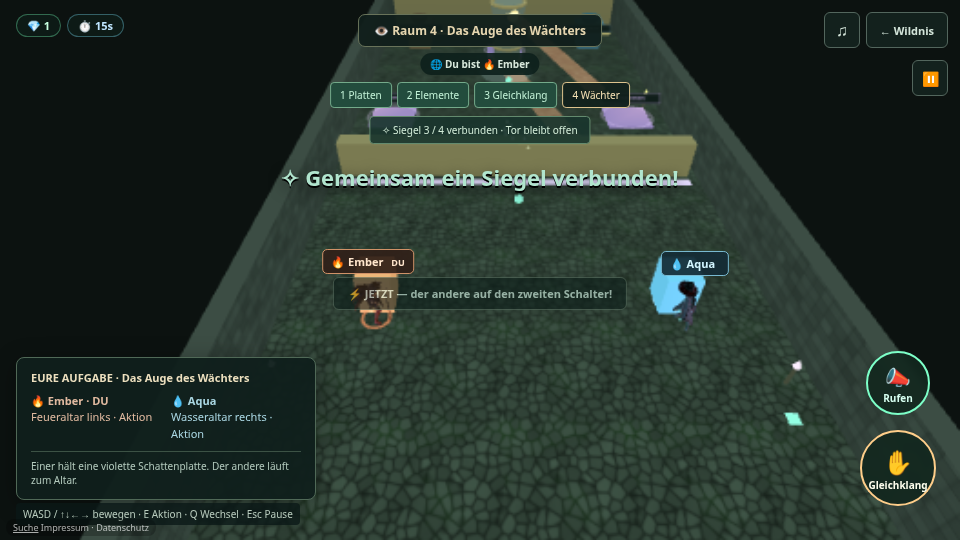 💎 1
⏱️ 15s
👁️ Raum 4 · Das Auge des Wächters
🌐 Du bist 🔥 Ember
1 Platten
2 Elemente
3 Gleichklang
4 Wächter
✧ Siegel 3 / 4 verbunden · Tor bleibt offen
♫
← Wildnis
✧ Gemeinsam ein Siegel verbunden!
🔥 Ember DU
💧 Aqua
⚡ JETZT — der andere auf den zweiten Schalter!
EURE AUFGABE · Das Auge des Wächters
🔥 Ember · DU
Feueraltar links · Aktion
💧 Aqua
Wasseraltar rechts ·
Aktion
Einer hält eine violette Schattenplatte. Der andere läuft
zum Altar.
Rufen
Gleichklang
WASD / ↑↓←→ bewegen · E Aktion · Q Wechsel · Esc Pause
Suche Impressum · Datenschutz